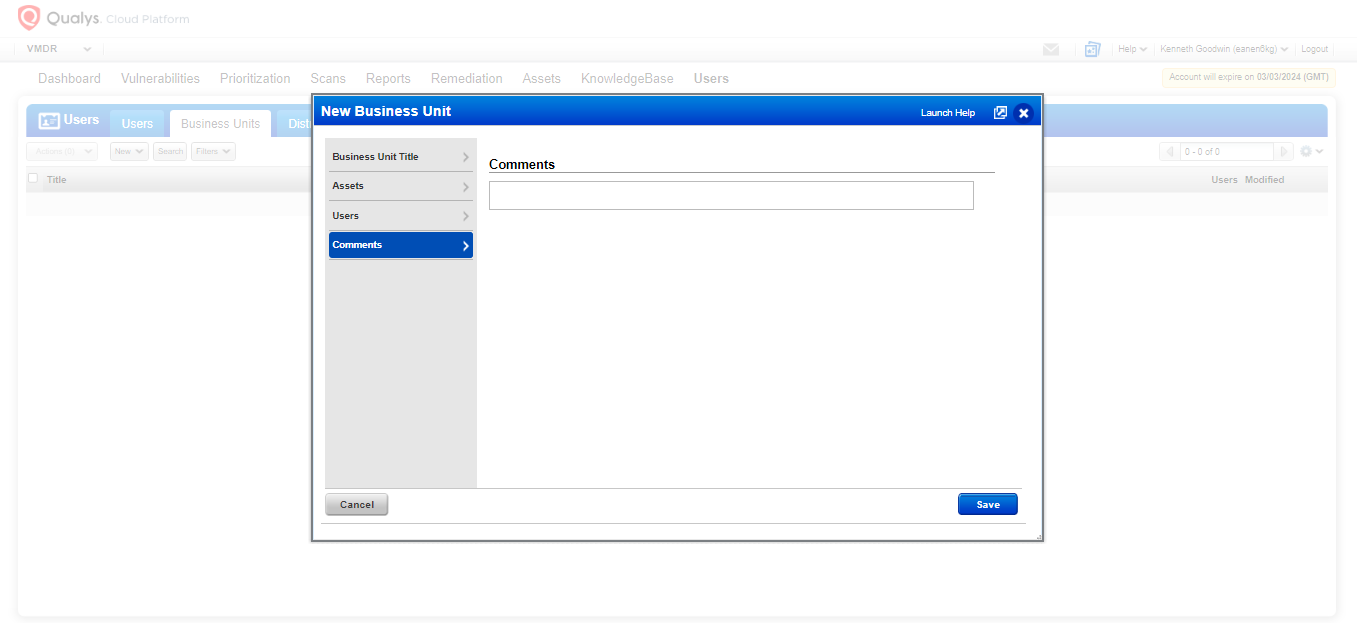 Qualys. Cloud Platform
VMDR
Help
Kenneth Goodwin (eanen5kg)
Logout
Dashboard Vulnerabilities Prioritization Scans Reports Remediation Assets KnowledgeBase Users
Account will expire on 03/03/2024 (GMT)
Users Users Business Units Dist
New Business Unit
Launch Help
Actions (0) New Search Filters
0 - 0 of 0
Title
Users Modified
Business Unit Title
Assets
Users
Comments
Comments
Cancel
Save